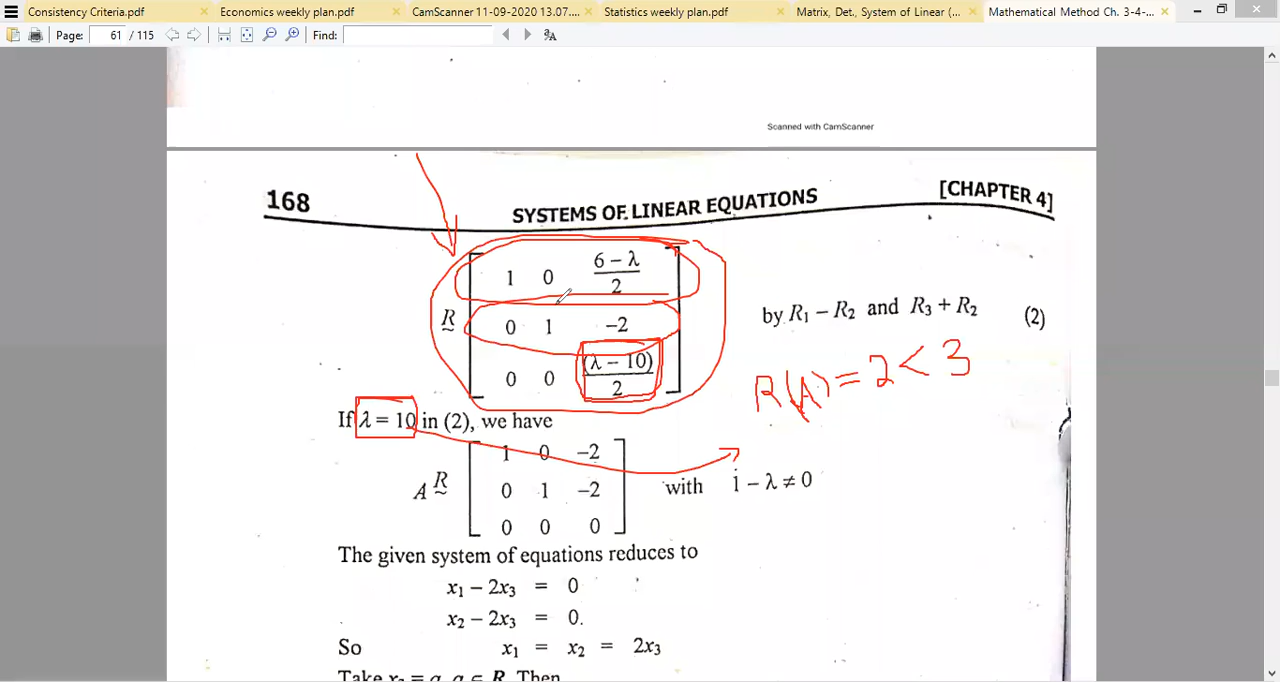 Consistency Criteria.pdf × Economics weekly plan.pdf × CamScanner 11-09-2020 13.07.... × Statistics weekly plan.pdf × Matrix, Det., System of Linear (... × Mathematical Method Ch. 3-4-... ×
Page: 61 / 115 Find:
Scanned with CamScanner
168 SYSTEMS OF LINEAR EQUATIONS [CHAPTER 4]
1 0 6 − λ / 2
R ~ 0 1 −2 by R1 − R2 and R3 + R2 (2)
0 0 (λ − 10) / 2
R(A) = 2 < 3
If λ = 10 in (2), we have
1 0 −2
A R ~ 0 1 −2 with 1 − λ ≠ 0
0 0 0
The given system of equations reduces to
x1 − 2x3 = 0
x2 − 2x3 = 0.
So x1 = x2 = 2x3